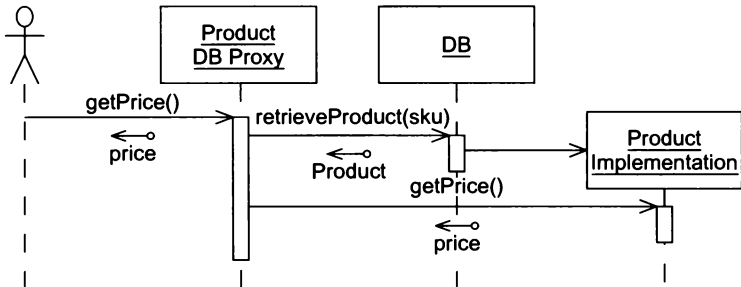 Product
DB Proxy
DB
getPrice()
retrieveProduct(sku)
price
Product
Product
Implementation
getPrice()
price